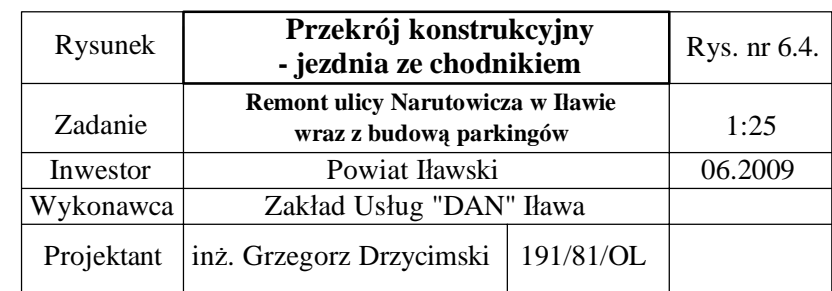 Rysunek
Przekrój konstrukcyjny
- jezdnia ze chodnikiem
Rys. nr 6.4.
Zadanie
Remont ulicy Narutowicza w Iławie
wraz z budową parkingów
1:25
Inwestor
Powiat Iławski
06.2009
Wykonawca
Zakład Usług "DAN" Iława
Projektant
inż. Grzegorz Drzycimski
191/81/OL